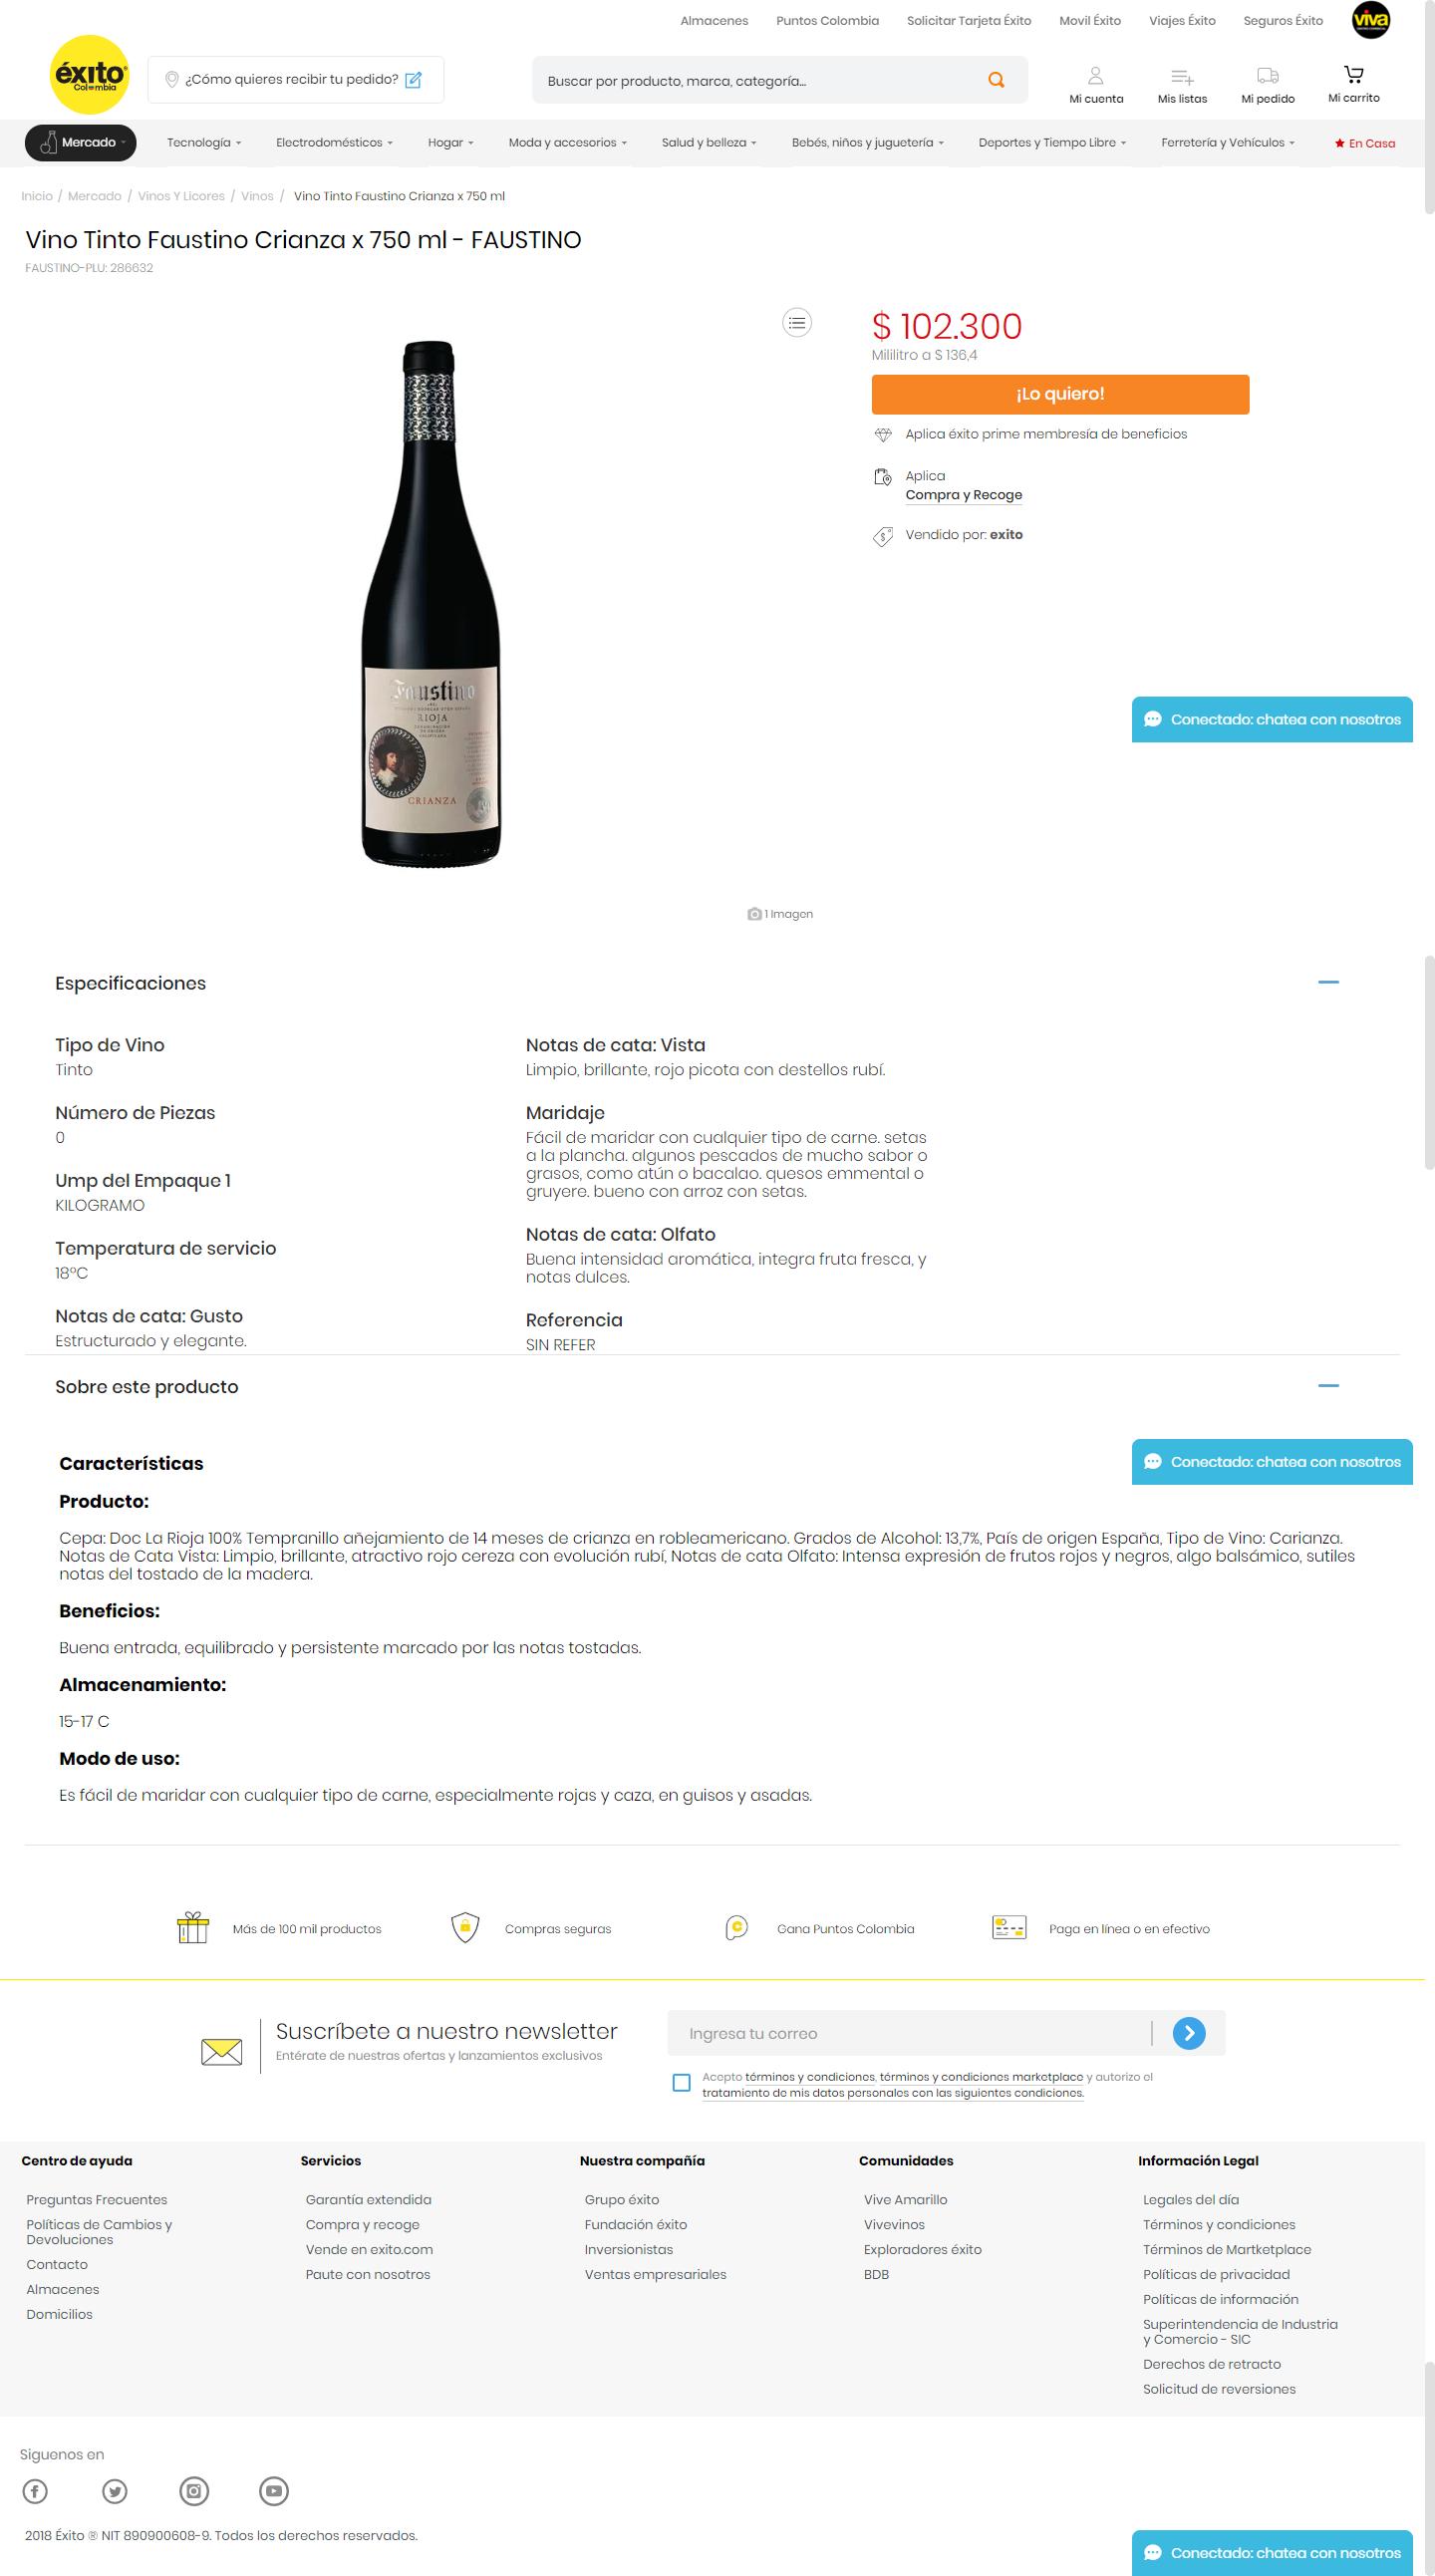 Almacenes
Puntos Colombia
Solicitar Tarjeta Éxito
Movil Éxito
Viajes Éxito
Seguros Éxito
viva
éxito
Colombia
¿Cómo quieres recibir tu pedido?
Buscar por producto, marca, categoría...
Mi cuenta
Mis listas
Mi pedido
Mi carrito
Mercado
Tecnología
Electrodomésticos
Hogar
Moda y accesorios
Salud y belleza
Bebés, niños y juguetería
Deportes y Tiempo Libre
Ferretería y Vehículos
En Casa
Inicio / Mercado / Vinos Y Licores / Vinos / Vino Tinto Faustino Crianza x 750 ml
Vino Tinto Faustino Crianza x 750 ml - FAUSTINO
FAUSTINO-PLU: 286632
$ 102.300
Mililitro a $ 136,4
¡Lo quiero!
Aplica éxito prime membresía de beneficios
Aplica
Compra y Recoge
Vendido por: exito
Faustino
RIOJA
CRIANZA
Conectado: chatea con nosotros
1 Imagen
Especificaciones
Tipo de Vino
Tinto
Número de Piezas
0
Ump del Empaque 1
KILOGRAMO
Temperatura de servicio
18°C
Notas de cata: Gusto
Estructurado y elegante.
Notas de cata: Vista
Limpio, brillante, rojo picota con destellos rubí.
Maridaje
Fácil de maridar con cualquier tipo de carne. setas
a la plancha. algunos pescados de mucho sabor o
grasos, como atún o bacalao. quesos emmental o
gruyere. bueno con arroz con setas.
Notas de cata: Olfato
Buena intensidad aromática, integra fruta fresca, y
notas dulces.
Referencia
SIN REFER
Sobre este producto
Conectado: chatea con nosotros
Características
Producto:
Cepa: Doc La Rioja 100% Tempranillo añejamiento de 14 meses de crianza en robleamericano. Grados de Alcohol: 13,7%, País de origen España, Tipo de Vino: Carianza.
Notas de Cata Vista: Limpio, brillante, atractivo rojo cereza con evolución rubí, Notas de cata Olfato: Intensa expresión de frutos rojos y negros, algo balsámico, sutiles
notas del tostado de la madera.
Beneficios:
Buena entrada, equilibrado y persistente marcado por las notas tostadas.
Almacenamiento:
15-17 C
Modo de uso:
Es fácil de maridar con cualquier tipo de carne, especialmente rojas y caza, en guisos y asadas.
Más de 100 mil productos
Compras seguras
Gana Puntos Colombia
Paga en línea o en efectivo
Suscríbete a nuestro newsletter
Entérate de nuestras ofertas y lanzamientos exclusivos
Ingresa tu correo
Acepto términos y condiciones, términos y condiciones marketplace y autorizo el
tratamiento de mis datos personales con las siguientes condiciones.
Centro de ayuda
Preguntas Frecuentes
Políticas de Cambios y
Devoluciones
Contacto
Almacenes
Domicilios
Servicios
Garantía extendida
Compra y recoge
Vende en exito.com
Paute con nosotros
Nuestra compañía
Grupo éxito
Fundación éxito
Inversionistas
Ventas empresariales
Comunidades
Vive Amarillo
Vivevinos
Exploradores éxito
BDB
Información Legal
Legales del día
Términos y condiciones
Términos de Martketplace
Políticas de privacidad
Políticas de información
Superintendencia de Industria
y Comercio - SIC
Derechos de retracto
Solicitud de reversiones
Siguenos en
2018 Éxito ® NIT 890900608-9. Todos los derechos reservados.
Conectado: chatea con nosotros